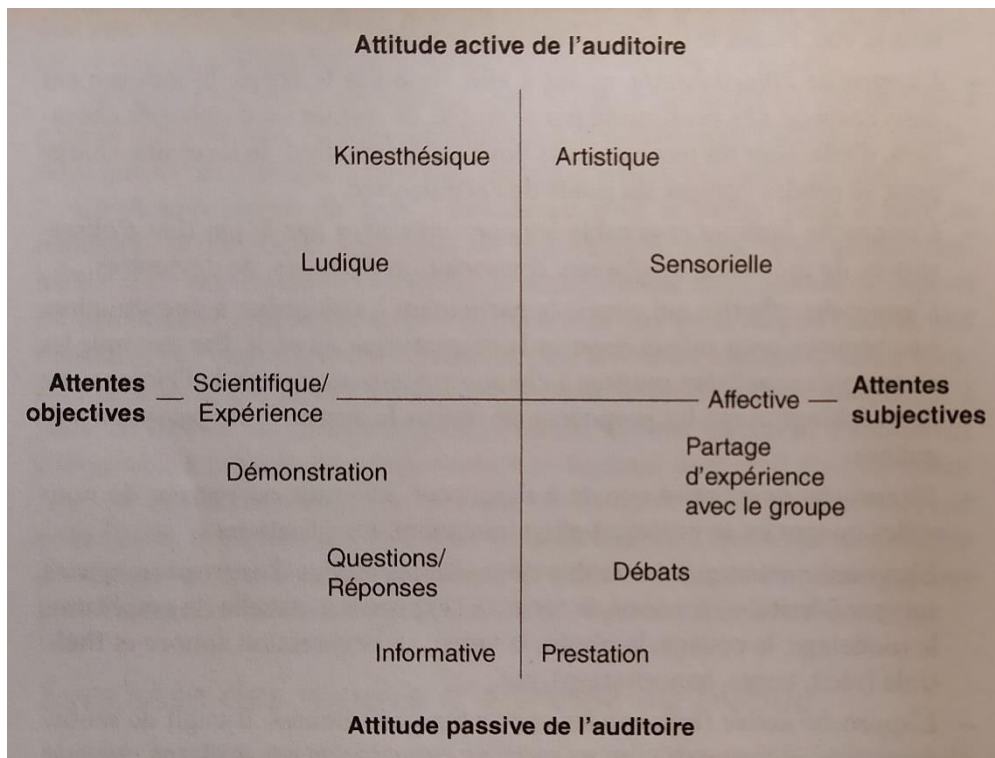 Attitude active de l'auditoire
Kinesthésique
Artistique
Ludique
Sensorielle
Attentes
objectives
Scientifique/
Expérience
Affective
Attentes
subjectives
Démonstration
Partage
d'expérience
avec le groupe
Questions/
Réponses
Débats
Informative
Prestation
Attitude passive de l'auditoire